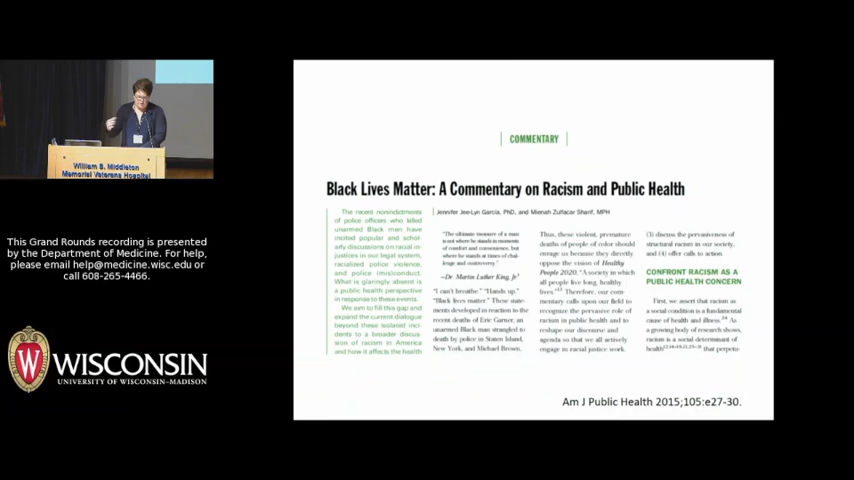 William S. Middleton
Memorial Veterans Hospital
This Grand Rounds recording is presented
by the Department of Medicine. For help,
please email help@medicine.wisc.edu or
call 608-265-4466.
W
WISCONSIN
UNIVERSITY OF WISCONSIN–MADISON
COMMENTARY
Black Lives Matter: A Commentary on Racism and Public Health
Jennifer Jee-Lyn García, PhD, and Mienah Zulfacar Sharif, MPH
The recent nonindictments
of police officers who killed
unarmed Black men have
incited popular and schol-
arly discussions on racial in-
justices in our legal system,
racialized police violence,
and police (mis)conduct.
What is glaringly absent is
a public health perspective
in response to these events.
We aim to fill this gap and
expand the current dialogue
beyond these isolated inci-
dents to a broader discus-
sion of racism in America
and how it affects the health
"The ultimate measure of a man
is not where he stands in moments
of comfort and convenience, but
where he stands at times of chal-
lenge and controversy."
—Dr. Martin Luther King, Jr
"I can't breathe." "Hands up."
"Black lives matter." These state-
ments developed in reaction to the
recent deaths of Eric Garner, an
unarmed Black man strangled to
death by police in Staten Island,
New York, and Michael Brown,
Thus, these violent, premature
deaths of people of color should
enrage us because they directly
oppose the vision of Healthy
People 2020, "A society in which
all people live long, healthy
lives." Therefore, our com-
mentary calls upon our field to
recognize the pervasive role of
racism in public health and to
reshape our discourse and
agenda so that we all actively
engage in racial justice work.
(3) discuss the pervasiveness of
structural racism in our society,
and (4) offer calls to action.
CONFRONT RACISM AS A
PUBLIC HEALTH CONCERN
First, we assert that racism as
a social condition is a fundamental
cause of health and illness. As
a growing body of research shows,
racism is a social determinant of
health that perpetu-
Am J Public Health 2015;105:e27-30.